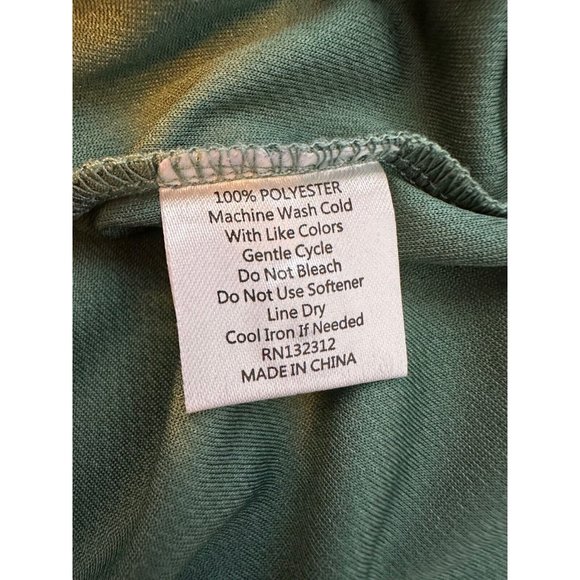 100% POLYESTER
Machine Wash Cold
With Like Colors
Gentle Cycle
Do Not Bleach
Do Not Use Softener
Line Dry
Cool Iron If Needed
RN132312
MADE IN CHINA